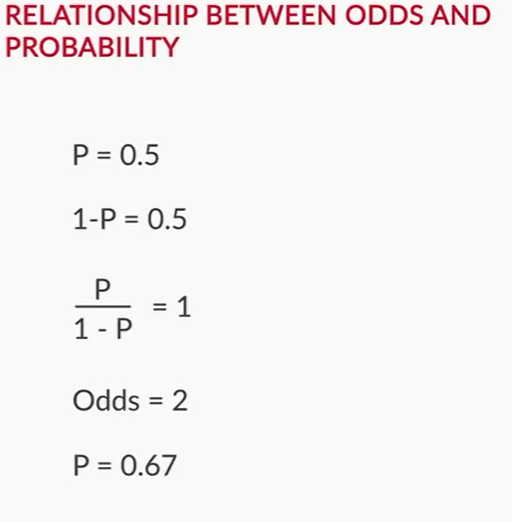 RELATIONSHIP BETWEEN ODDS AND
PROBABILITY
P = 0.5
1-P = 0.5
P
= 1
1 - P
Odds = 2
P = 0.67